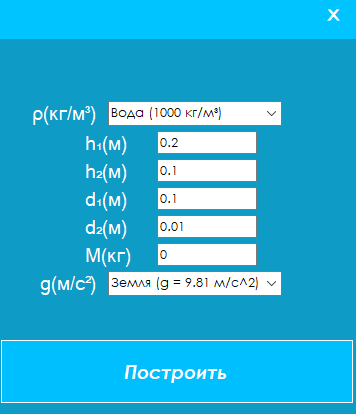 X
ρ(кг/м³) Вода (1000 кг/м³)
h₁(м) 0.2
h₂(м) 0.1
d₁(м) 0.1
d₂(м) 0.01
М(кг) 0
g(м/с²) Земля (g = 9.81 м/с^2)
Построить